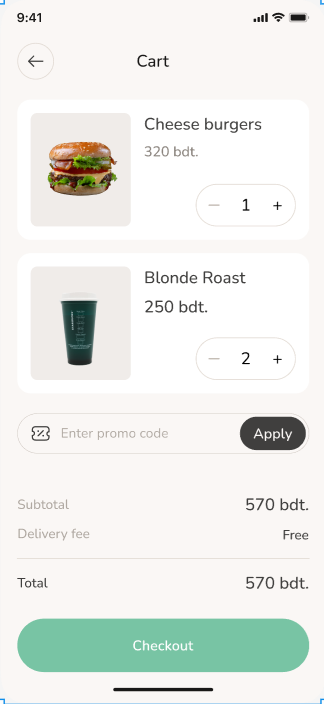 9:41
Cart
Cheese burgers
320 bdt.
1
Blonde Roast
250 bdt.
2
Enter promo code
Apply
Subtotal
570 bdt.
Delivery fee
Free
Total
570 bdt.
Checkout